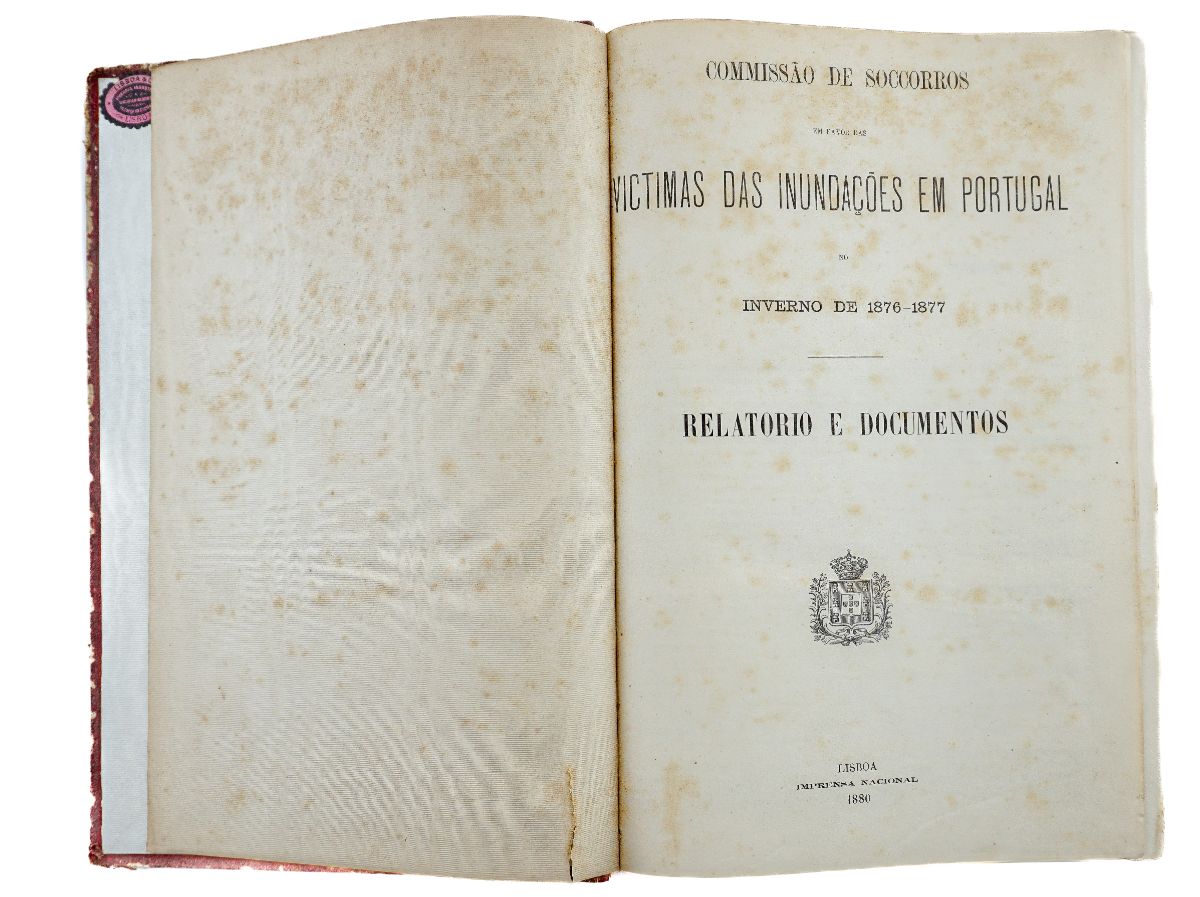 COMMISSÃO DE SOCCORROS
EM FAVOR DAS
VICTIMAS DAS INUNDAÇÕES EM PORTUGAL
NO
INVERNO DE 1876-1877
RELATORIO E DOCUMENTOS
LISBOA
IMPRENSA NACIONAL
1880